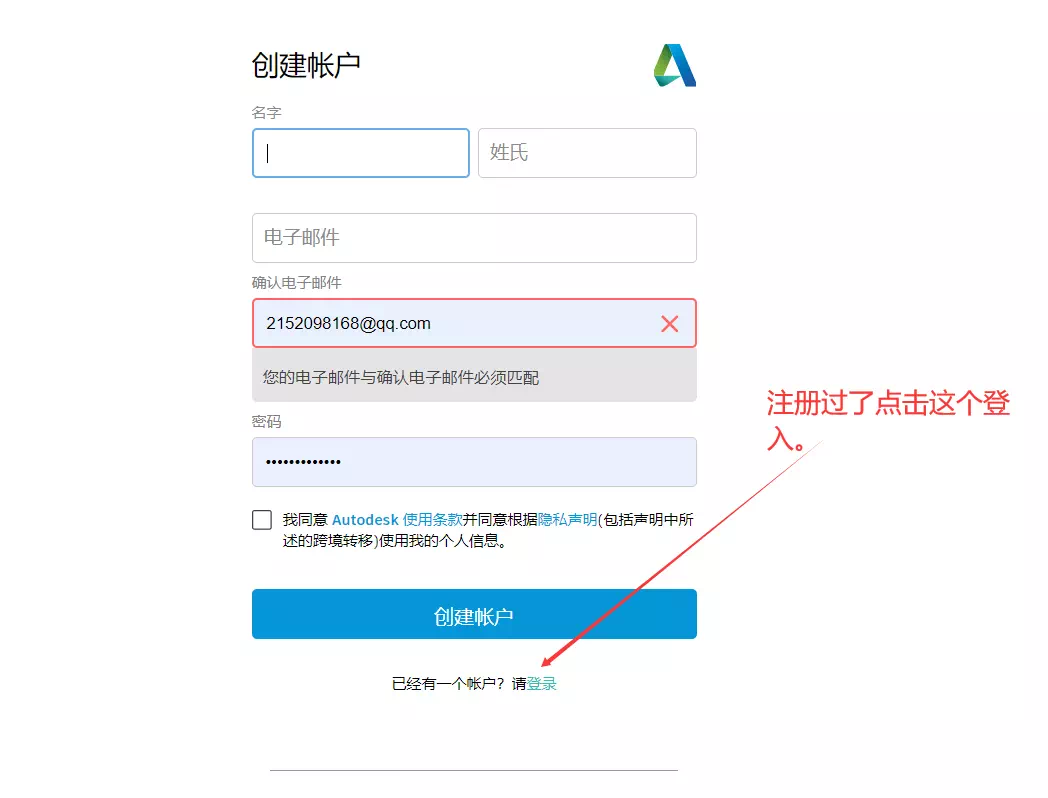 创建帐户
名字
姓氏
电子邮件
确认电子邮件
2152098168@qq.com
您的电子邮件与确认电子邮件必须匹配
密码
•••••••••••••
我同意 Autodesk 使用条款并同意根据隐私声明(包括声明中所
述的跨境转移)使用我的个人信息。
创建帐户
已经有一个帐户？请登录
注册过了点击这个登
入。